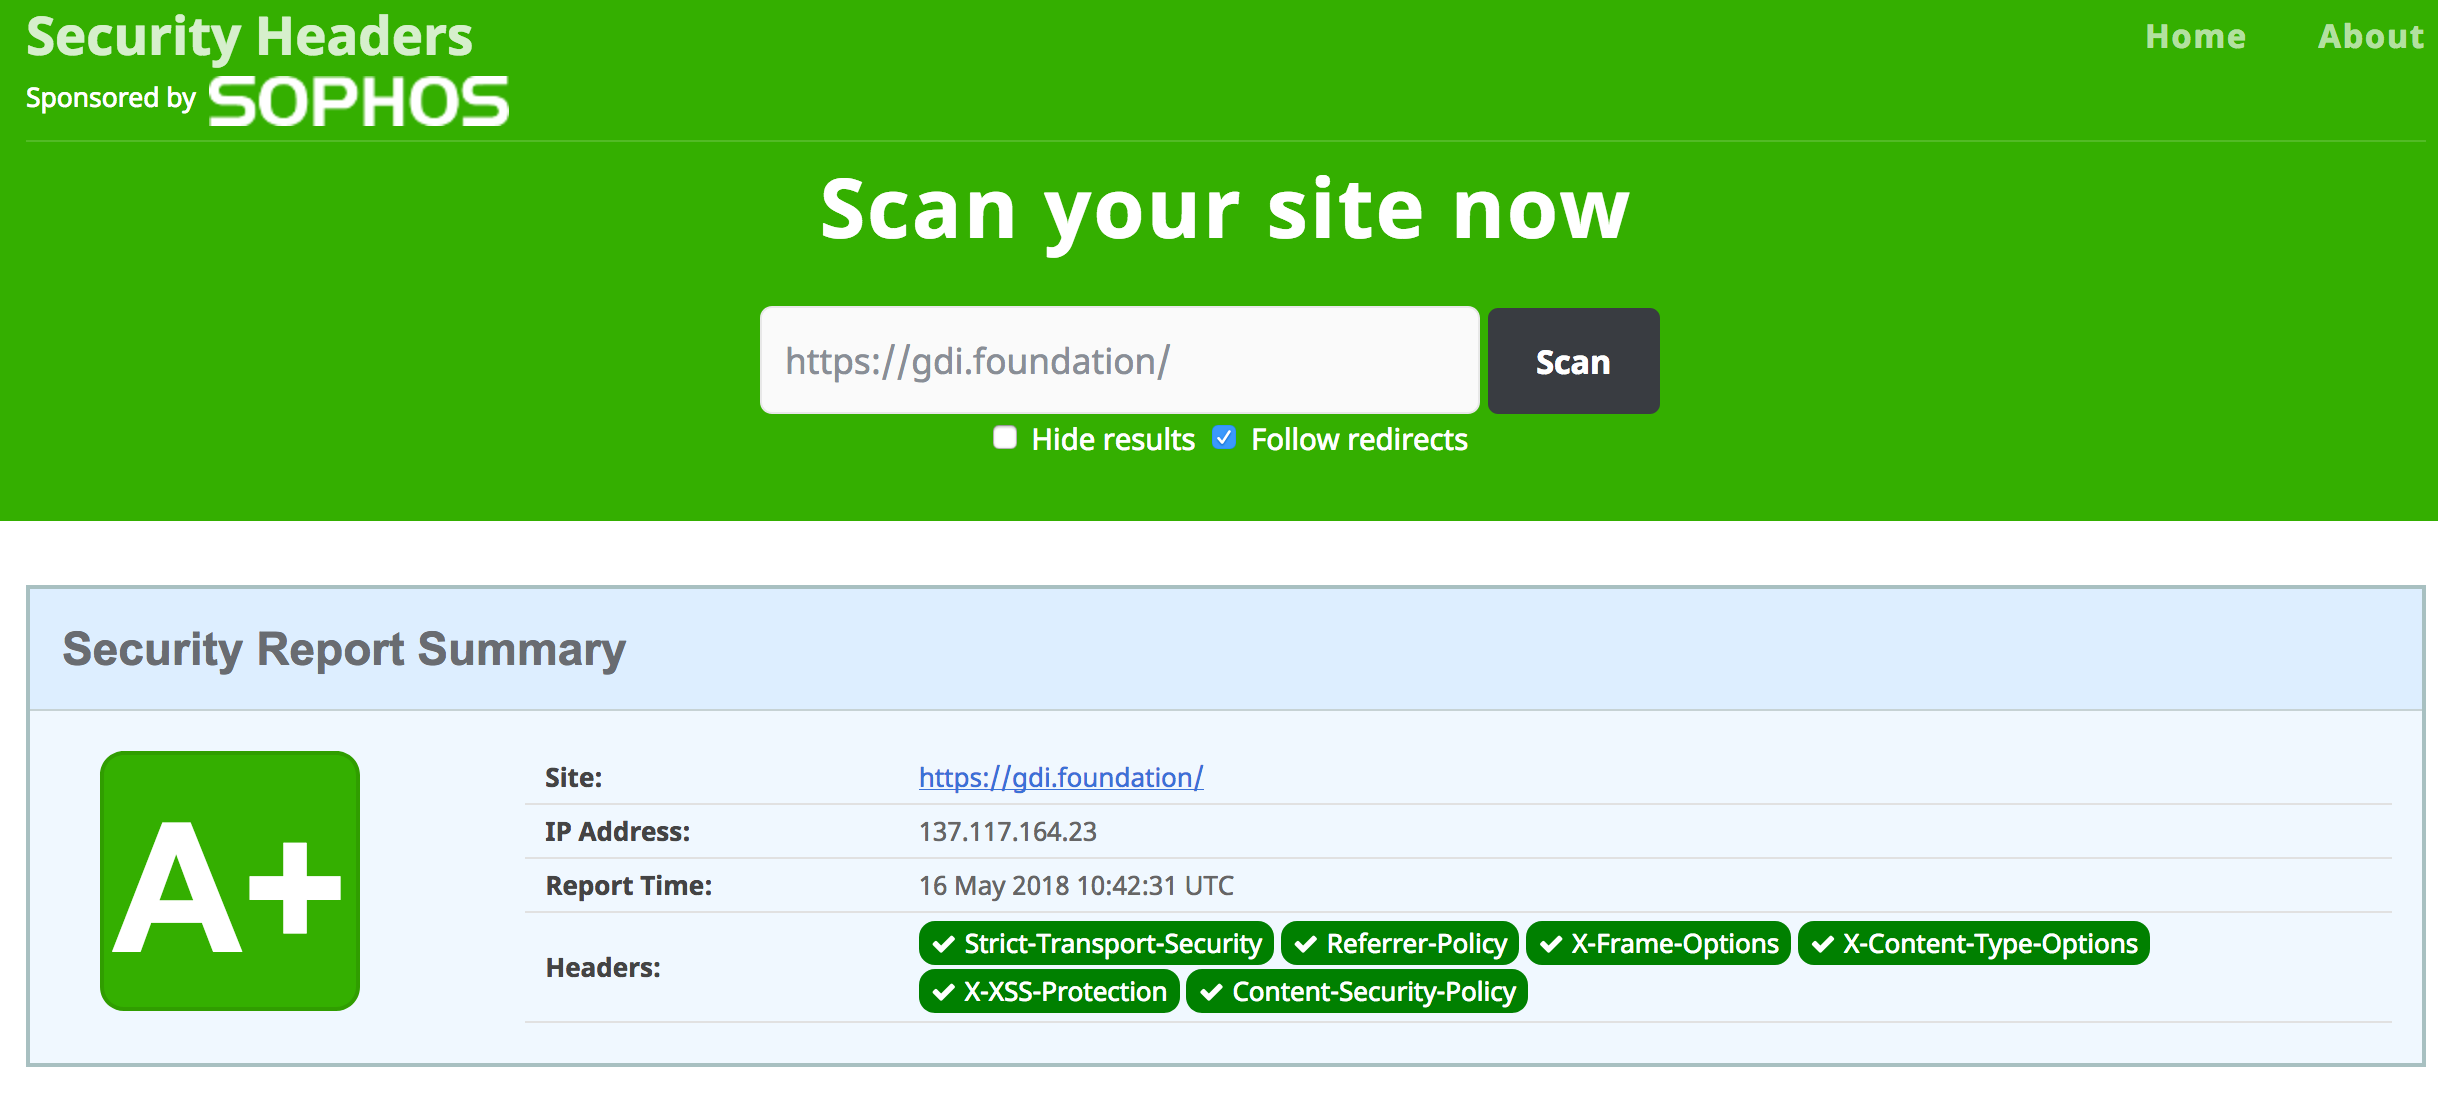 Security Headers
Home About
Sponsored by SOPHOS
Scan your site now
https://gdi.foundation/ Scan
Hide results Follow redirects
Security Report Summary
A+
Site: https://gdi.foundation/
IP Address: 137.117.164.23
Report Time: 16 May 2018 10:42:31 UTC
Headers: Strict-Transport-Security Referrer-Policy X-Frame-Options X-Content-Type-Options
X-XSS-Protection Content-Security-Policy